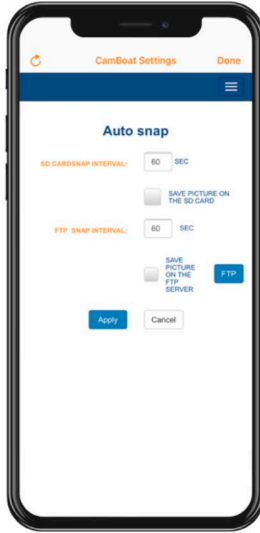 CamBoat Settings Done
Auto snap
SD CARDSNAP INTERVAL: 60 SEC
SAVE PICTURE ON
THE SD CARD
FTP SNAP INTERVAL: 60 SEC
SAVE
PICTURE
ON THE
FTP
SERVER
FTP
Apply Cancel